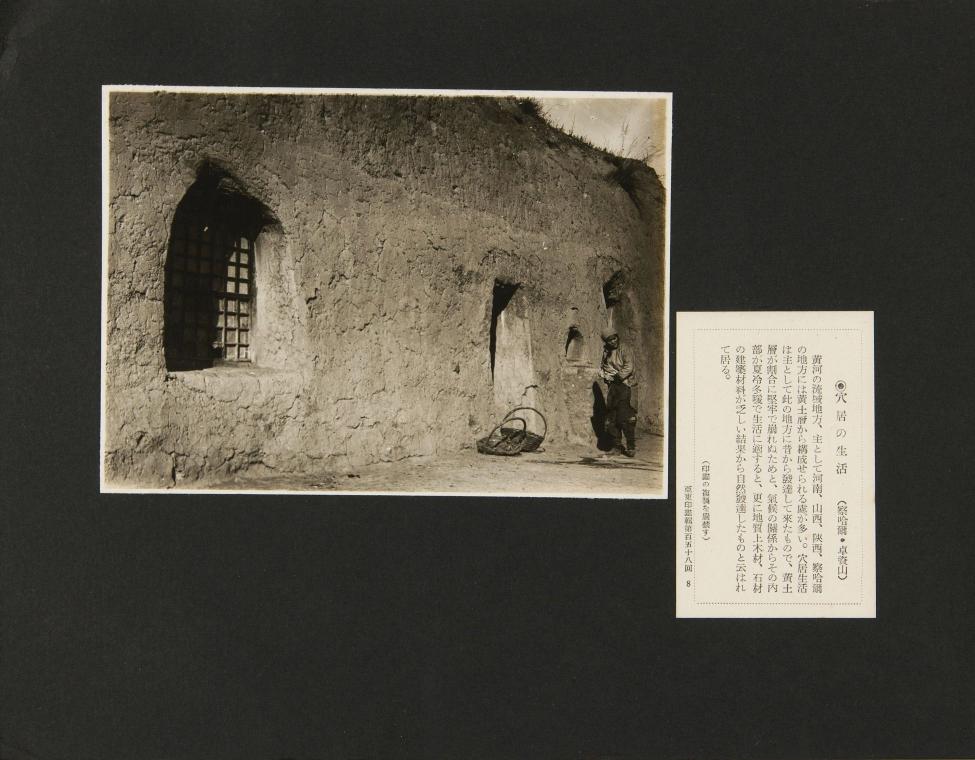 ◉穴居の生活　（察哈爾・卓資山）
黄河の流域地方、主として河南、山西、陝西、察哈爾
の地方には黄土層から構成せられる處が多い。穴居生活
は主として此の地方に昔から發達して來たもので、黄土
層が割合に堅牢で崩れぬためと、氣候の關係からその內
部が夏冷冬暖で生活に適すると、更に地質上木材、石材
の建築材料が乏しい結果から自然發達したものと云はれ
て居る。
（印畫の複製を嚴禁す）
亞東印畫輯第百五十八回　8